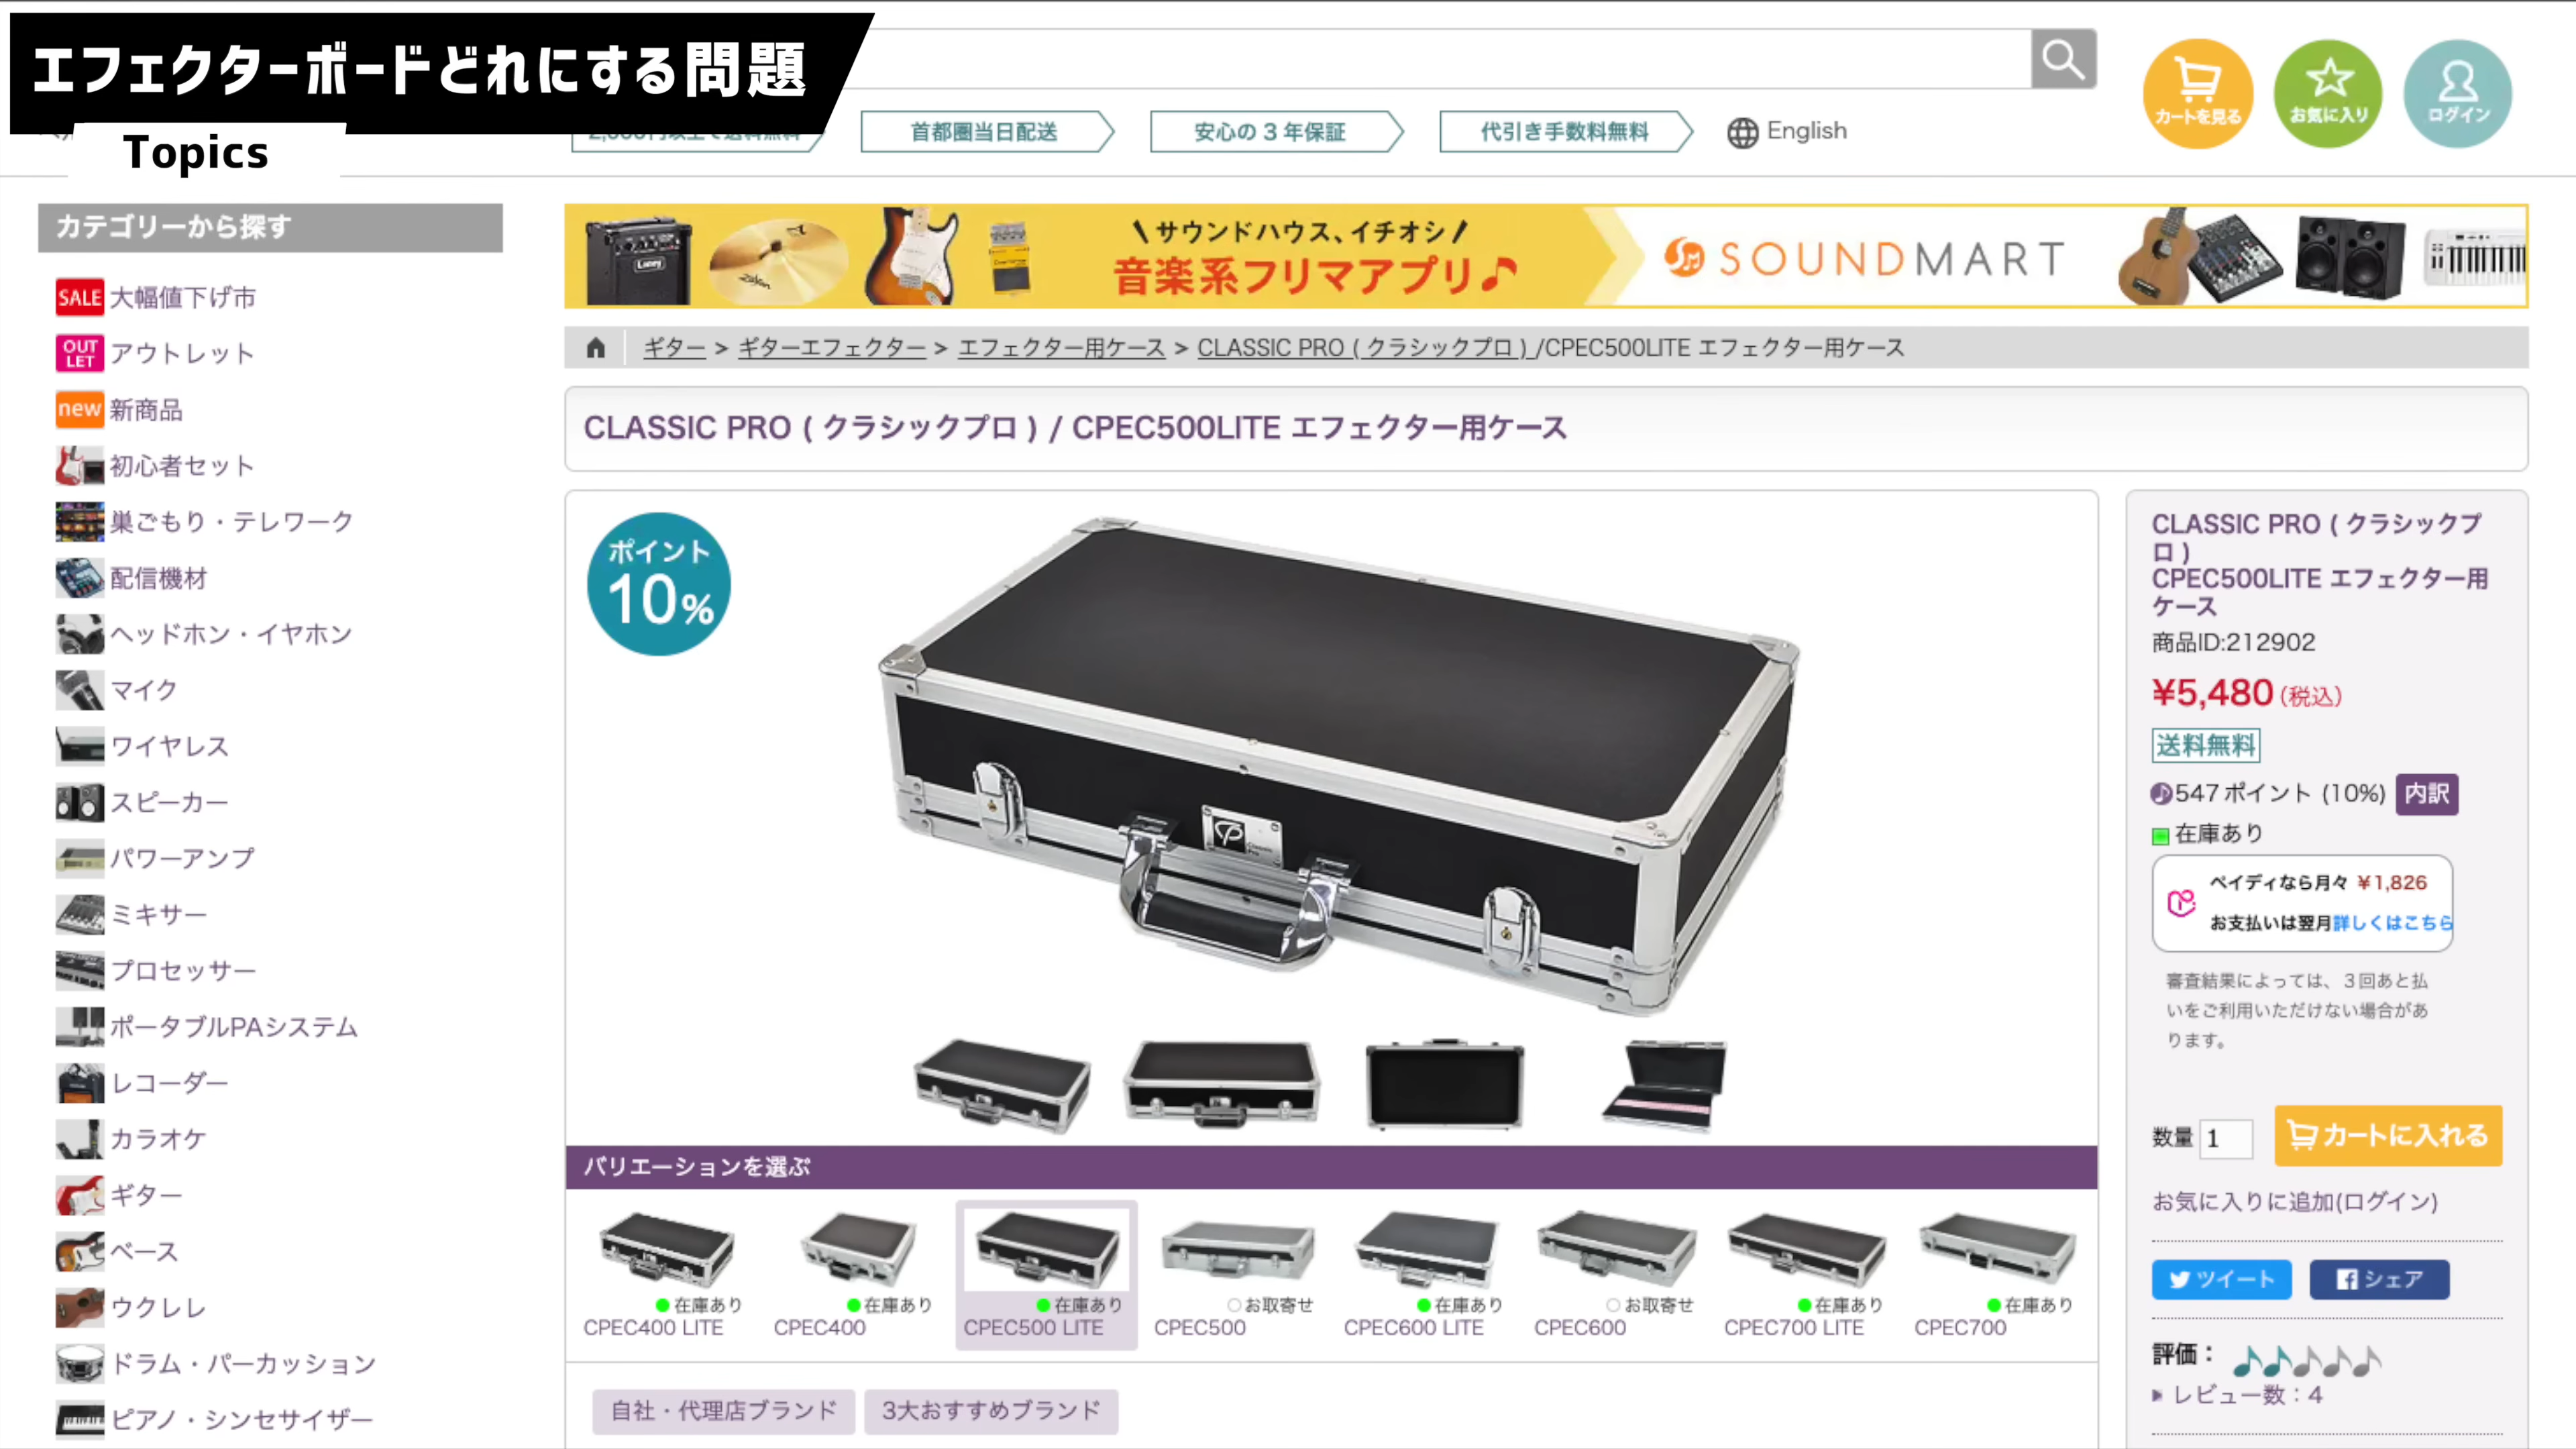 エフェクターボードどれにする問題
Topics
2,000円以上で送料無料
首都圏当日配送
安心の3年保証
代引き手数料無料
English
カートを見る
お気に入り
ログイン
カテゴリーから探す
SALE 大幅値下げ市
OUT LET アウトレット
new 新商品
初心者セット
巣ごもり・テレワーク
配信機材
ヘッドホン・イヤホン
マイク
ワイヤレス
スピーカー
パワーアンプ
ミキサー
プロセッサー
ポータブルPAシステム
レコーダー
カラオケ
ギター
ベース
ウクレレ
ドラム・パーカッション
ピアノ・シンセサイザー
Laney
\サウンドハウス、イチオシ/
音楽系フリマアプリ♪
SOUNDMART
ギター > ギターエフェクター > エフェクター用ケース > CLASSIC PRO ( クラシックプロ ) /CPEC500LITE エフェクター用ケース
CLASSIC PRO ( クラシックプロ ) / CPEC500LITE エフェクター用ケース
ポイント
10%
バリエーションを選ぶ
在庫あり
CPEC400 LITE
在庫あり
CPEC400
在庫あり
CPEC500 LITE
お取寄せ
CPEC500
在庫あり
CPEC600 LITE
お取寄せ
CPEC600
在庫あり
CPEC700 LITE
在庫あり
CPEC700
自社・代理店ブランド
3大おすすめブランド
CLASSIC PRO ( クラシックプ
ロ )
CPEC500LITE エフェクター用
ケース
商品ID:212902
¥5,480(税込)
送料無料
547ポイント (10%) 内訳
在庫あり
ペイディなら月々 ¥1,826
お支払いは翌月詳しくはこちら
審査結果によっては、3回あと払
いをご利用いただけない場合があ
ります。
数量 1 カートに入れる
お気に入りに追加(ログイン)
ツイート
シェア
評価：
レビュー数：4